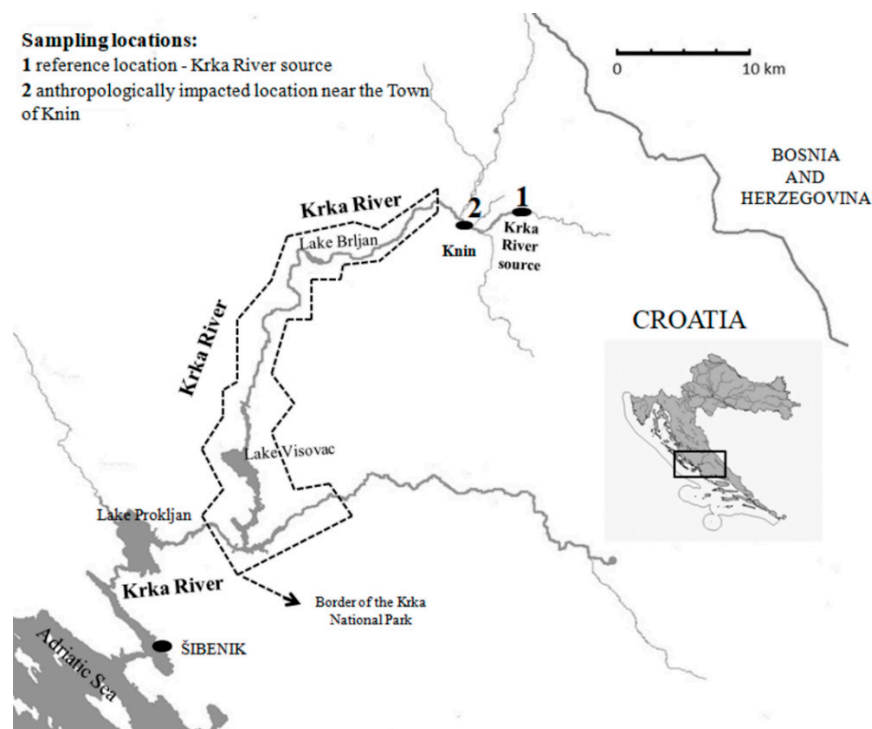 Sampling locations:
1 reference location - Krka River source
2 anthropologically impacted location near the Town
of Knin
0
10 km
BOSNIA
AND
HERZEGOVINA
Krka River
2
1
Lake Brljan
Knin
Krka
River
source
Krka River
CROATIA
Lake Visovac
Lake Prokljan
Krka River
Border of the Krka
National Park
ŠIBENIK
Adriatic Sea